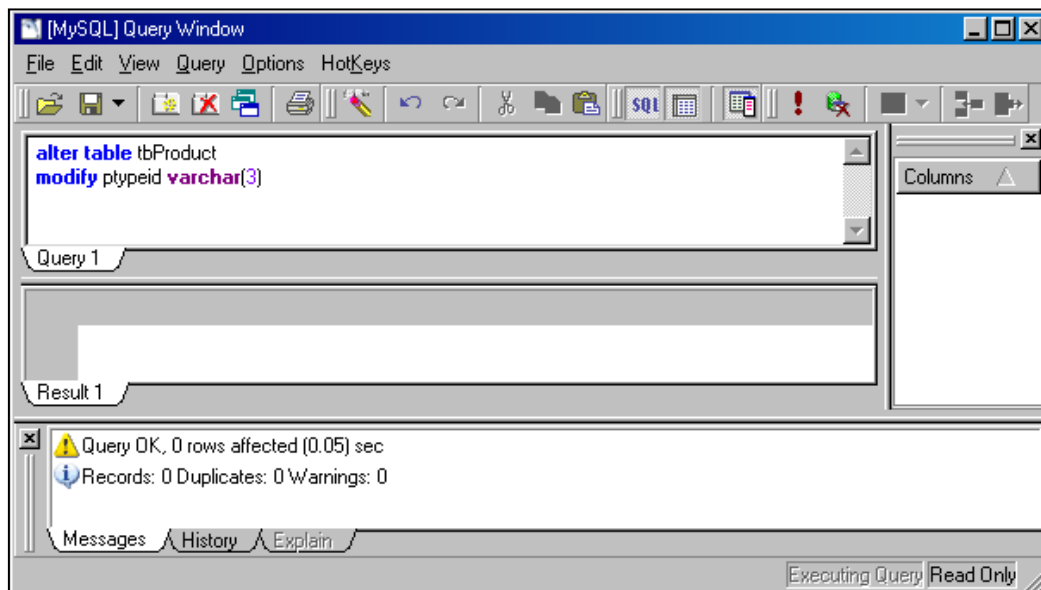 [MySQL] Query Window
File Edit View Query Options HotKeys
SQL
alter table tbProduct
modify ptypeid varchar(3)
Columns
Query 1
Result 1
Query OK, 0 rows affected (0.05) sec
Records: 0 Duplicates: 0 Warnings: 0
Messages History Explain
Executing Query Read Only